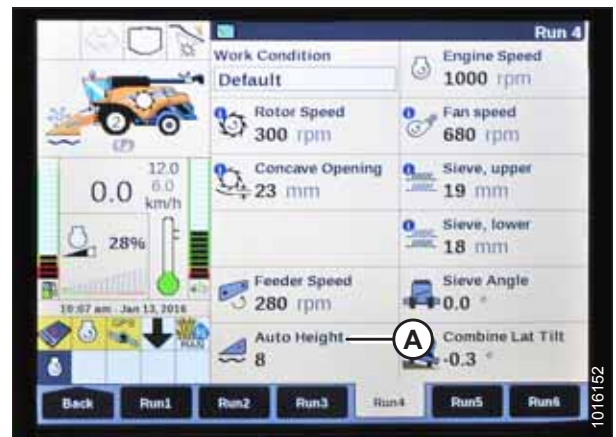 Run 4
Work Condition
Default
Engine Speed
1000 rpm
Rotor Speed
300 rpm
Fan speed
680 rpm
Concave Opening
23 mm
Sieve, upper
19 mm
Sieve, lower
18 mm
Feeder Speed
280 rpm
Sieve Angle
0.0 °
Auto Height
8
A
Combine Lat Tilt
-0.3 °
2
(P)
0.0
12.0
6.0
km/h
28%
10:07 am Jan 13, 2016
GPS
MAN
Back
Run1
Run2
Run3
Run4
Run5
Run6
1016152